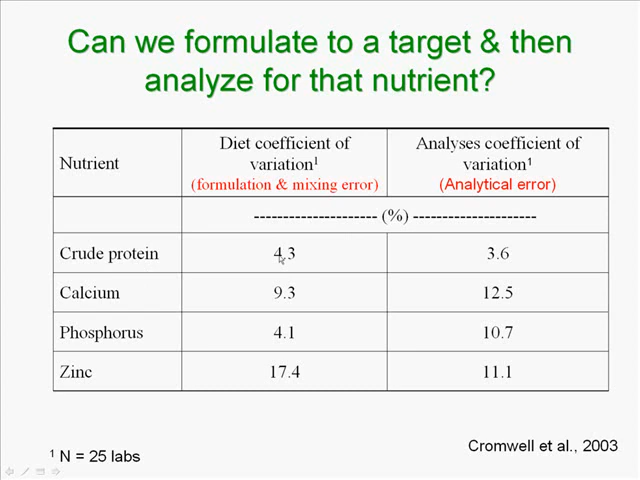 Can we formulate to a target & then
analyze for that nutrient?
Nutrient
Diet coefficient of
variation¹
(formulation & mixing error)
Analyses coefficient of
variation¹
(Analytical error)
--------------------- (%) ---------------------
Crude protein 4.3 3.6
Calcium 9.3 12.5
Phosphorus 4.1 10.7
Zinc 17.4 11.1
Cromwell et al., 2003
¹ N = 25 labs